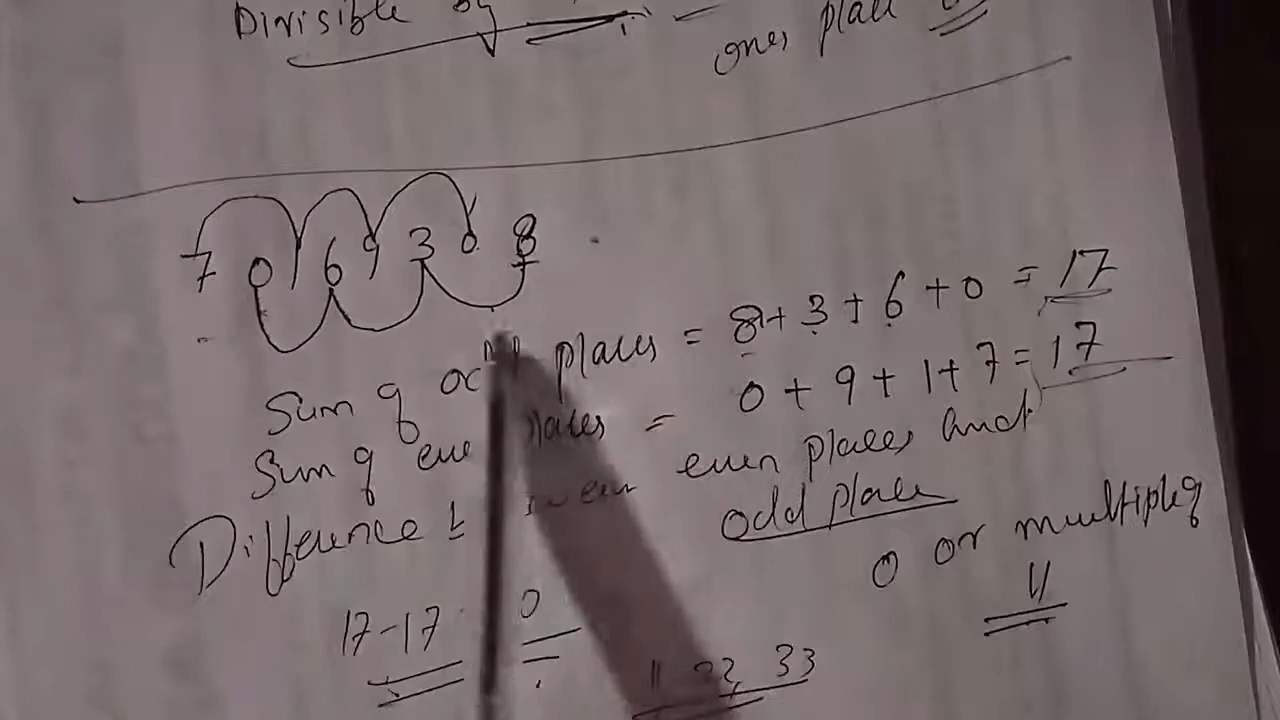 Divisible by
ones place
7 0 1 6 9 3 0 8
Sum of places = 8 + 3 + 6 + 0 = 17
Sum of = 0 + 9 + 1 + 7 = 17
Difference even places and
odd places
0 or multiple of
11
17-17 0
11 22, 33